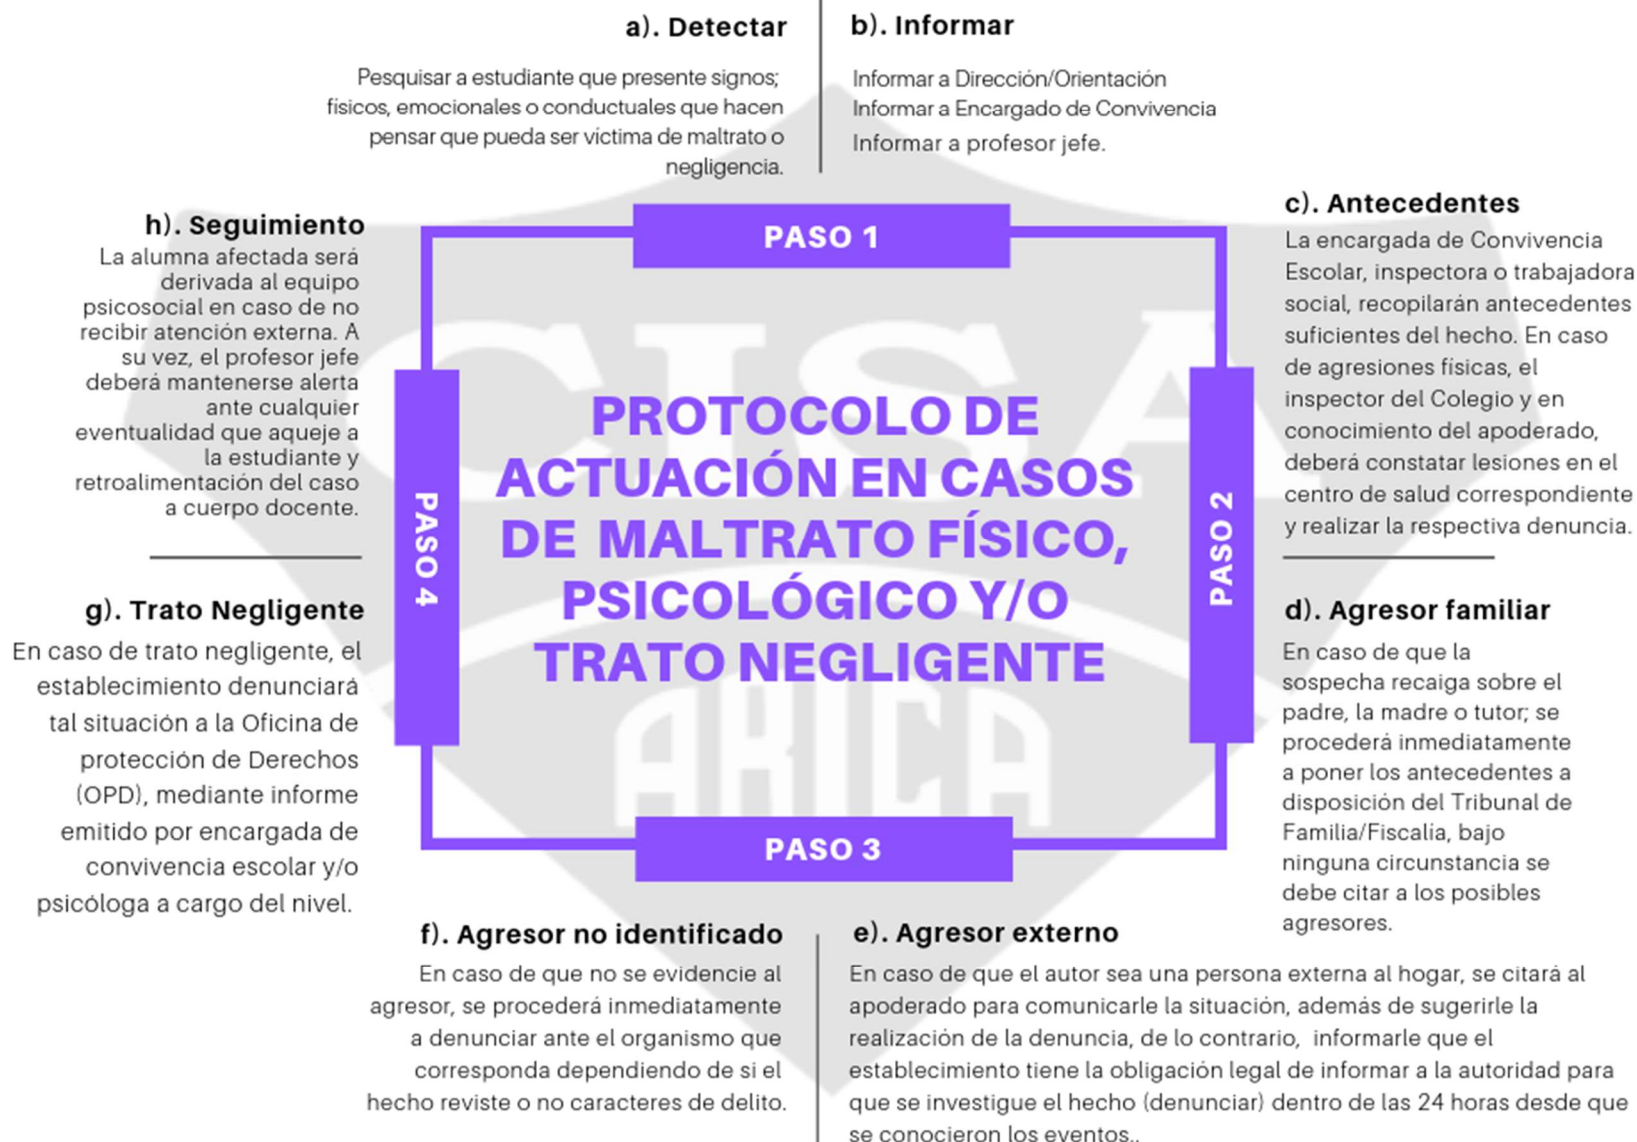 a). Detectar
Pesquisar a estudiante que presente signos;
físicos, emocionales o conductuales que hacen
pensar que pueda ser víctima de maltrato o
negligencia.
b). Informar
Informar a Dirección/Orientación
Informar a Encargado de Convivencia
Informar a profesor jefe.
PASO 1
c). Antecedentes
La encargada de Convivencia
Escolar, inspectora o trabajadora
social, recopilarán antecedentes
suficientes del hecho. En caso
de agresiones físicas, el
inspector del Colegio y en
conocimiento del apoderado,
deberá constatar lesiones en el
centro de salud correspondiente
y realizar la respectiva denuncia.
PASO 2
d). Agresor familiar
En caso de que la
sospecha recaiga sobre el
padre, la madre o tutor; se
procederá inmediatamente
a poner los antecedentes a
disposición del Tribunal de
Familia/Fiscalía, bajo
ninguna circunstancia se
debe citar a los posibles
agresores.
PROTOCOLO DE
ACTUACIÓN EN CASOS
DE MALTRATO FÍSICO,
PSICOLÓGICO Y/O
TRATO NEGLIGENTE
CISA
ARICA
PASO 3
e). Agresor externo
En caso de que el autor sea una persona externa al hogar, se citará al
apoderado para comunicarle la situación, además de sugerirle la
realización de la denuncia, de lo contrario, informarle que el
establecimiento tiene la obligación legal de informar a la autoridad para
que se investigue el hecho (denunciar) dentro de las 24 horas desde que
se conocieron los eventos..
f). Agresor no identificado
En caso de que no se evidencie al
agresor, se procederá inmediatamente
a denunciar ante el organismo que
corresponda dependiendo de si el
hecho reviste o no caracteres de delito.
PASO 4
g). Trato Negligente
En caso de trato negligente, el
establecimiento denunciará
tal situación a la Oficina de
protección de Derechos
(OPD), mediante informe
emitido por encargada de
convivencia escolar y/o
psicóloga a cargo del nivel.
h). Seguimiento
La alumna afectada será
derivada al equipo
psicosocial en caso de no
recibir atención externa. A
su vez, el profesor jefe
deberá mantenerse alerta
ante cualquier
eventualidad que aqueje a
la estudiante y
retroalimentación del caso
a cuerpo docente.